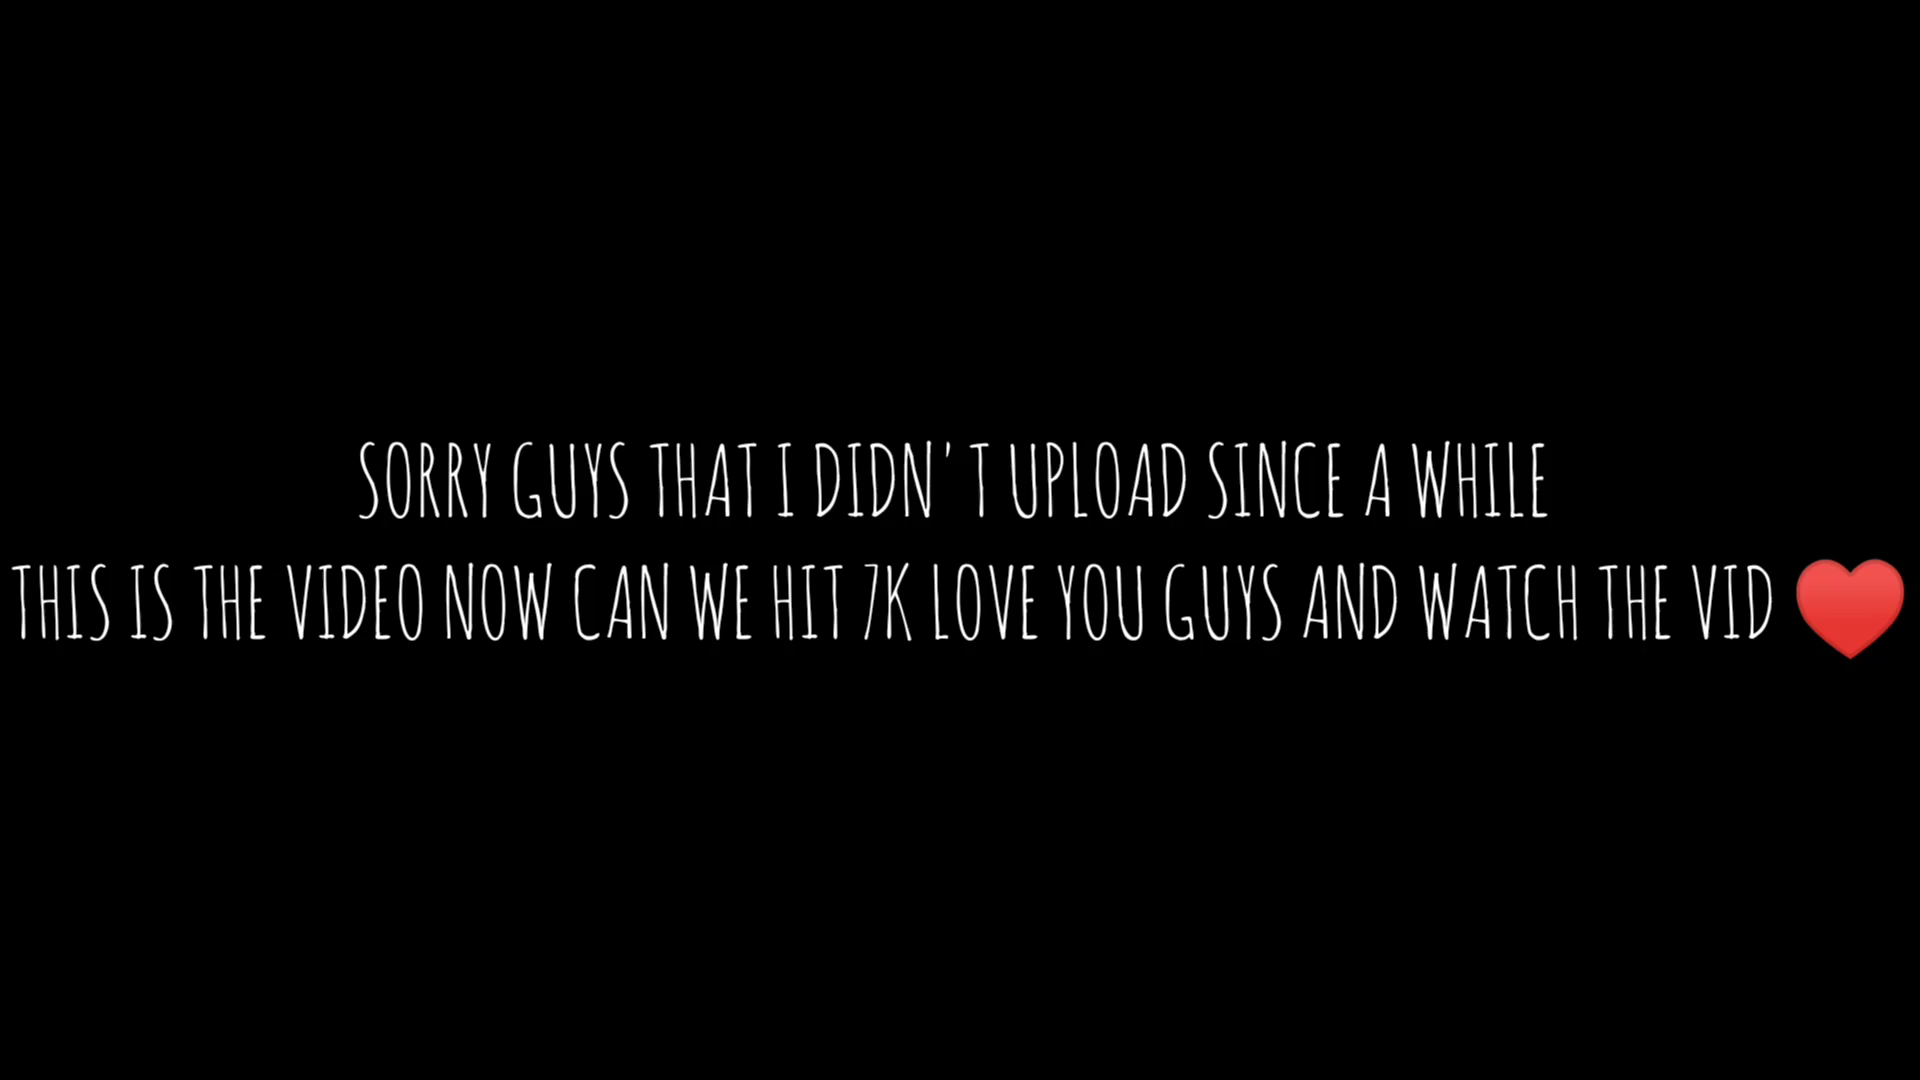 SORRY GUYS THAT I DIDN'T UPLOAD SINCE A WHILE
THIS IS THE VIDEO NOW CAN WE HIT 7K LOVE YOU GUYS AND WATCH THE VID ♥️